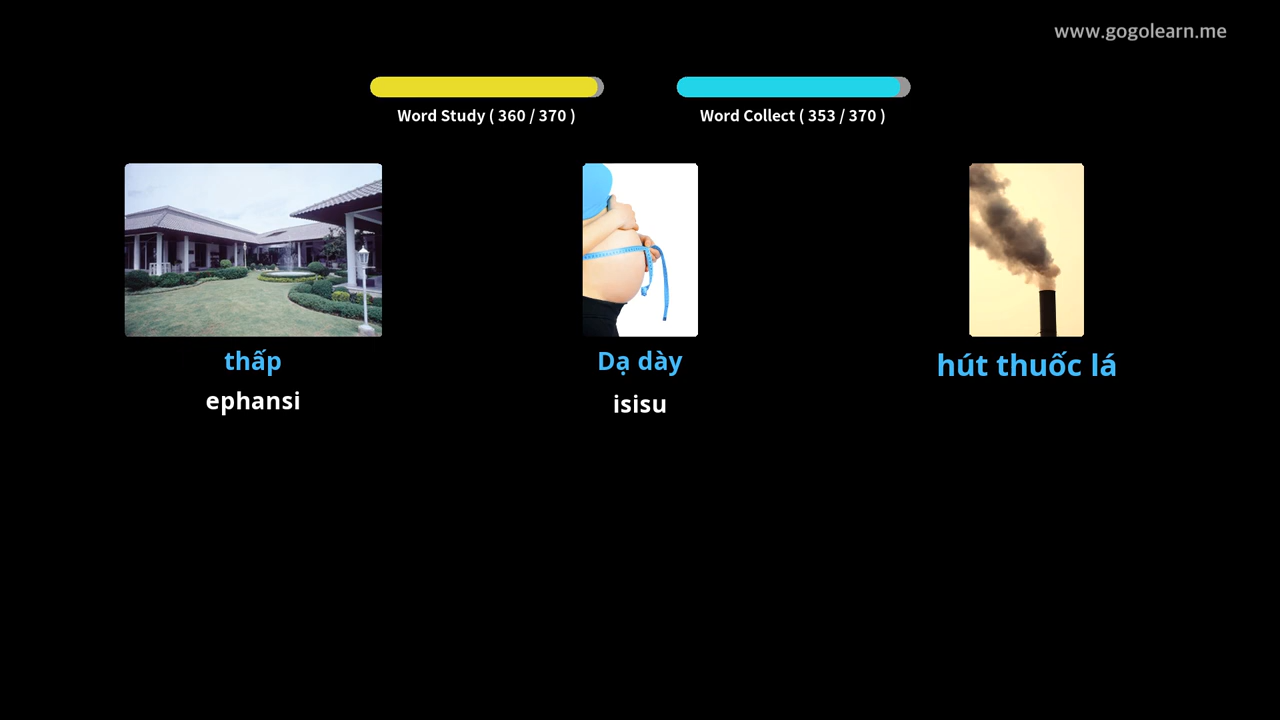 www.gogolearn.me
Word Study ( 360 / 370 )
Word Collect ( 353 / 370 )
thấp
ephansi
Dạ dày
isisu
hút thuốc lá